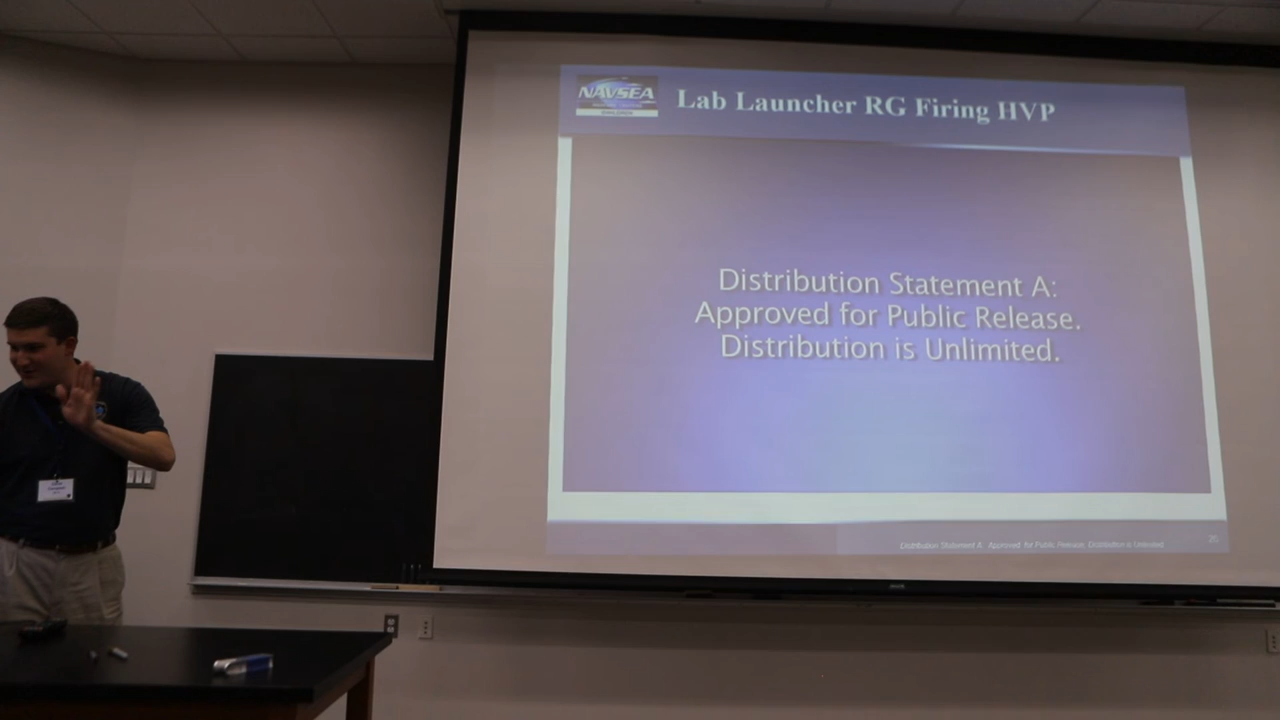 NAVSEA
DAHLGREN
Lab Launcher RG Firing HVP
Distribution Statement A:
Approved for Public Release.
Distribution is Unlimited.
Distribution Statement A: Approved for Public Release; Distribution is Unlimited